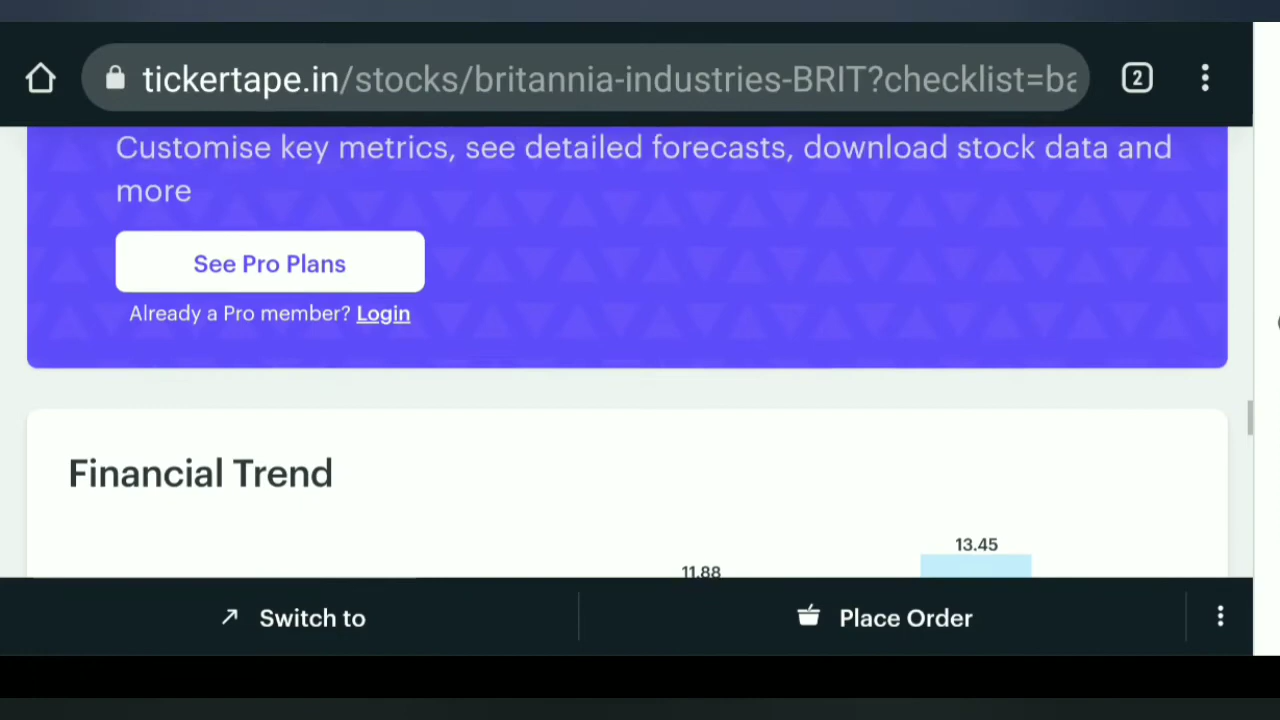 tickertape.in/stocks/britannia-industries-BRIT?checklist=ba
2
Customise key metrics, see detailed forecasts, download stock data and
more
See Pro Plans
Already a Pro member? Login
Financial Trend
13.45
11.88
Switch to
Place Order